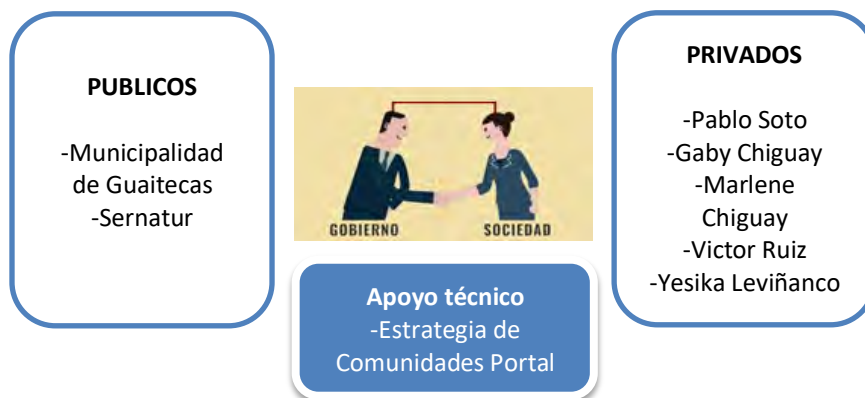 PUBLICOS
-Municipalidad
de Guaitecas
-Sernatur
GOBIERNO
SOCIEDAD
Apoyo técnico
-Estrategia de
Comunidades Portal
PRIVADOS
-Pablo Soto
-Gaby Chiguay
-Marlene
Chiguay
-Victor Ruiz
-Yesika Leviñanco